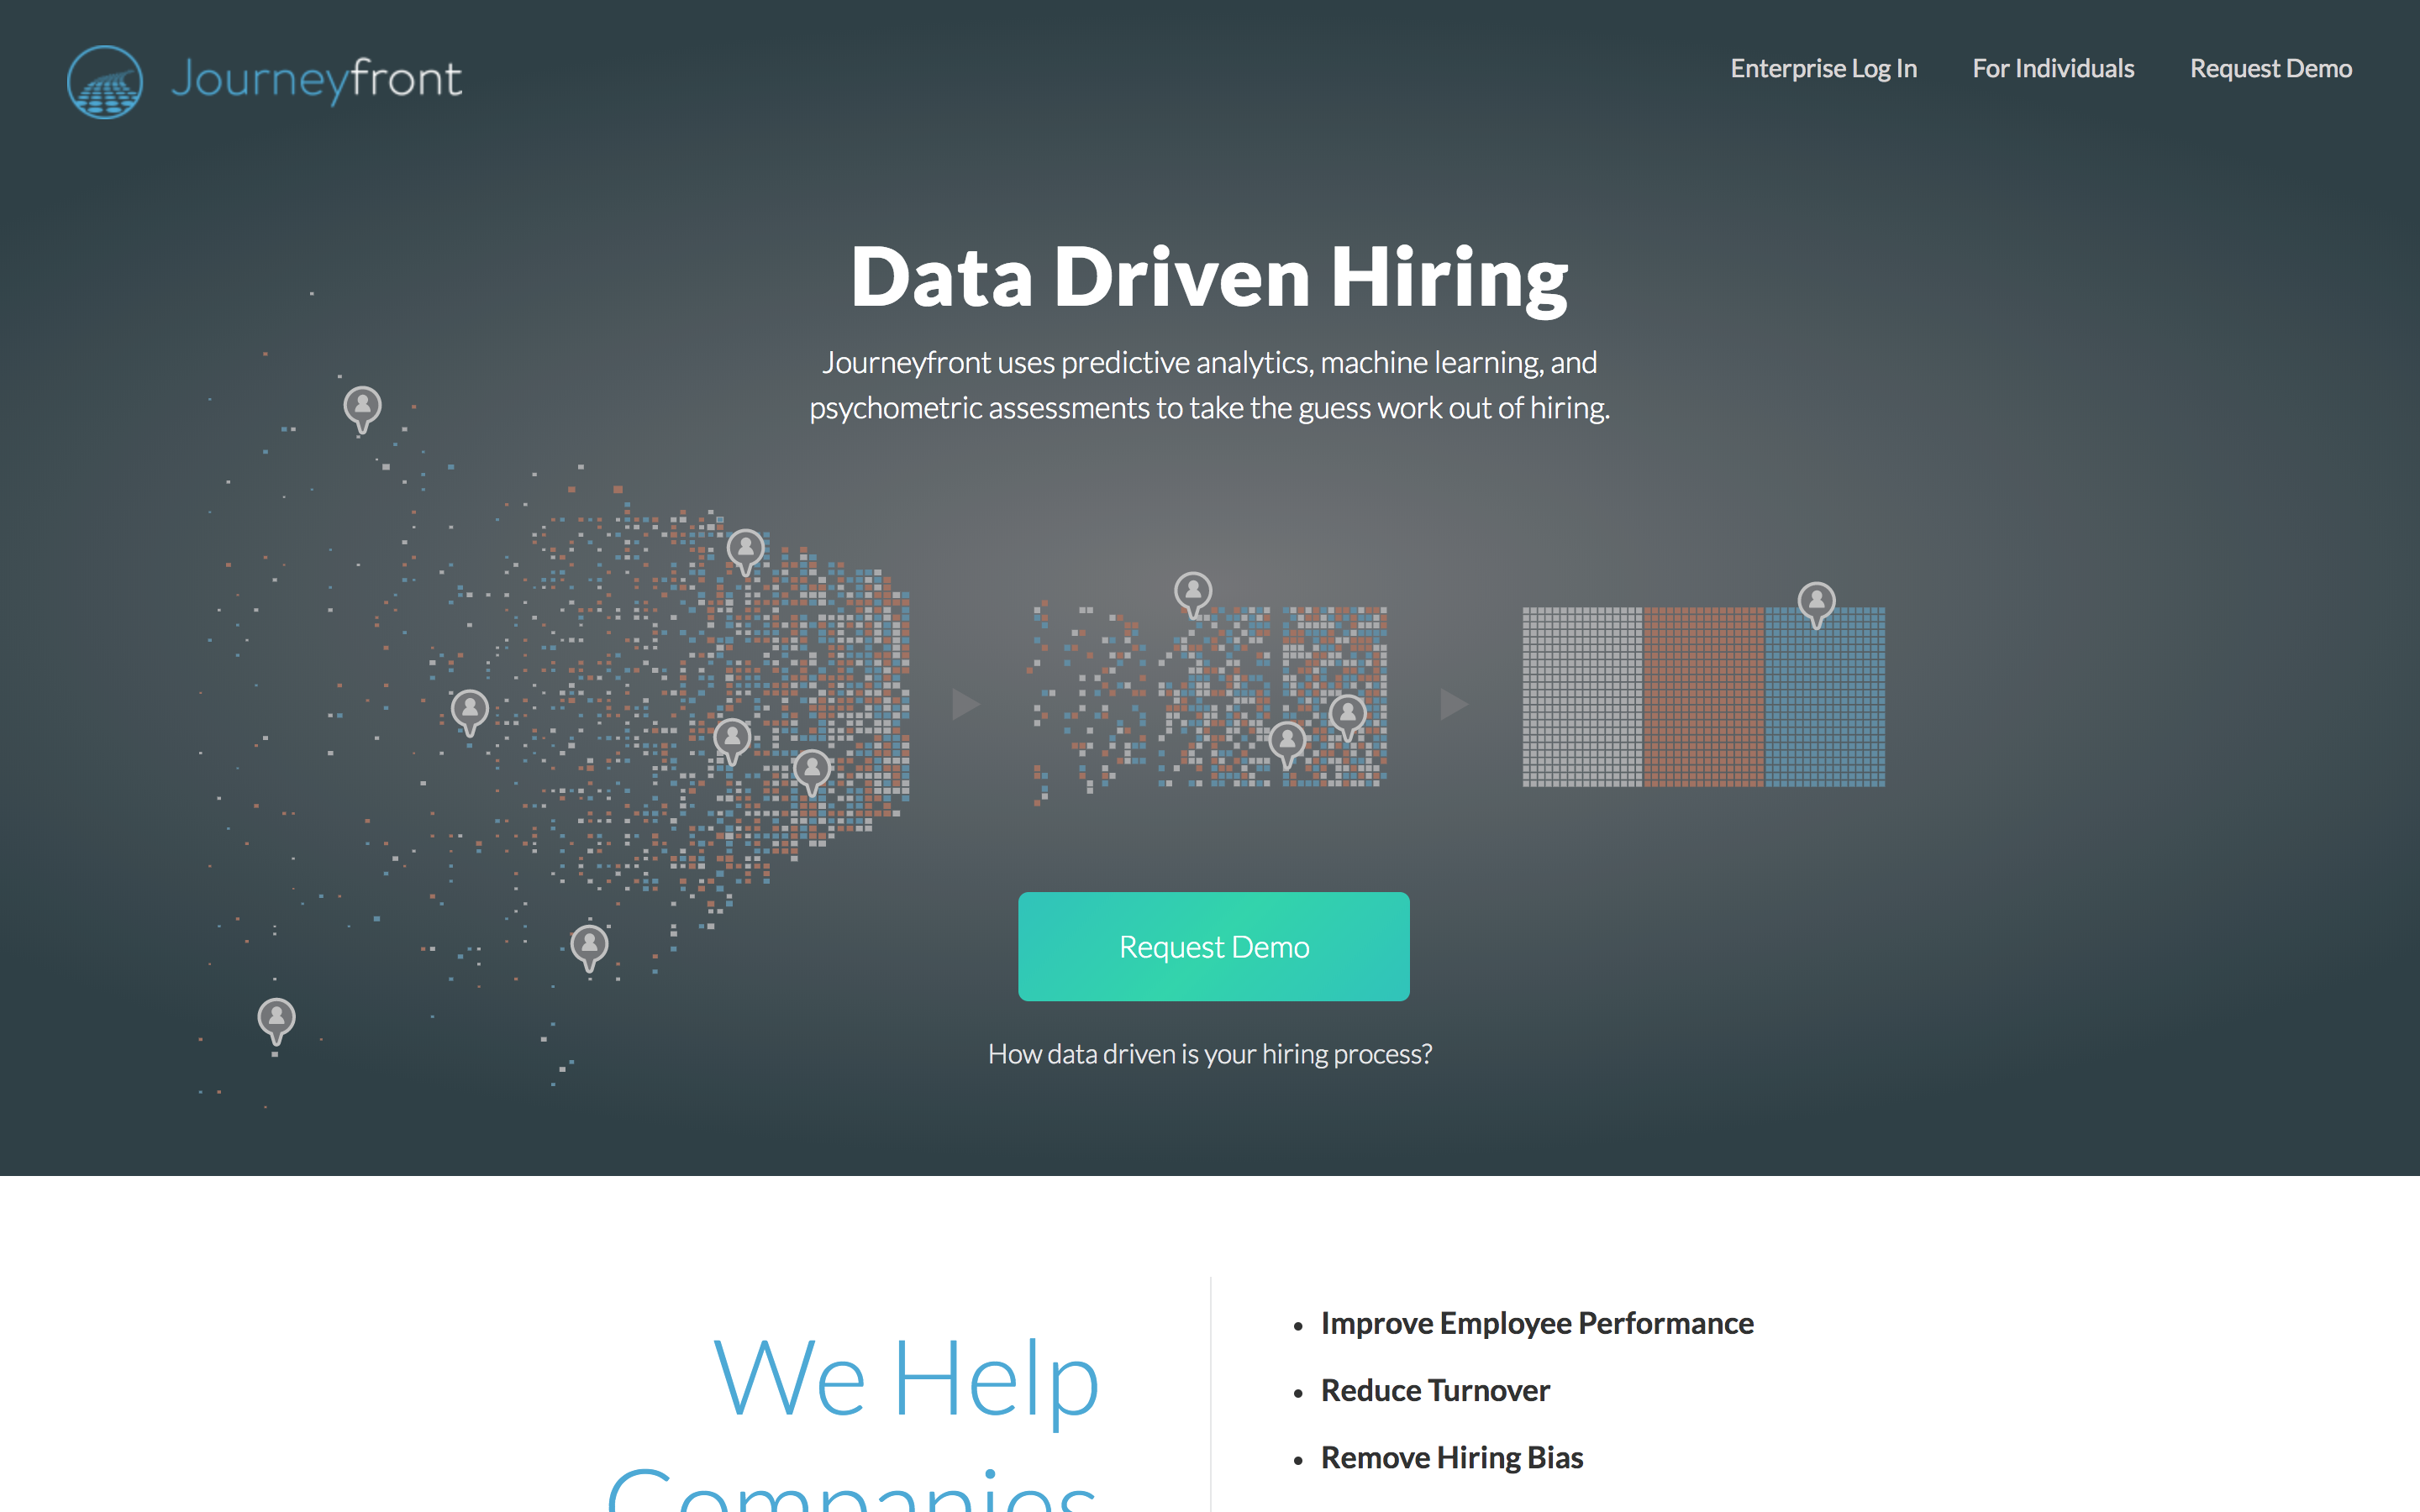 Journeyfront
Enterprise Log In
For Individuals
Request Demo
Data Driven Hiring
Journeyfront uses predictive analytics, machine learning, and
psychometric assessments to take the guess work out of hiring.
Request Demo
How data driven is your hiring process?
We Help
Companies
• Improve Employee Performance
• Reduce Turnover
• Remove Hiring Bias